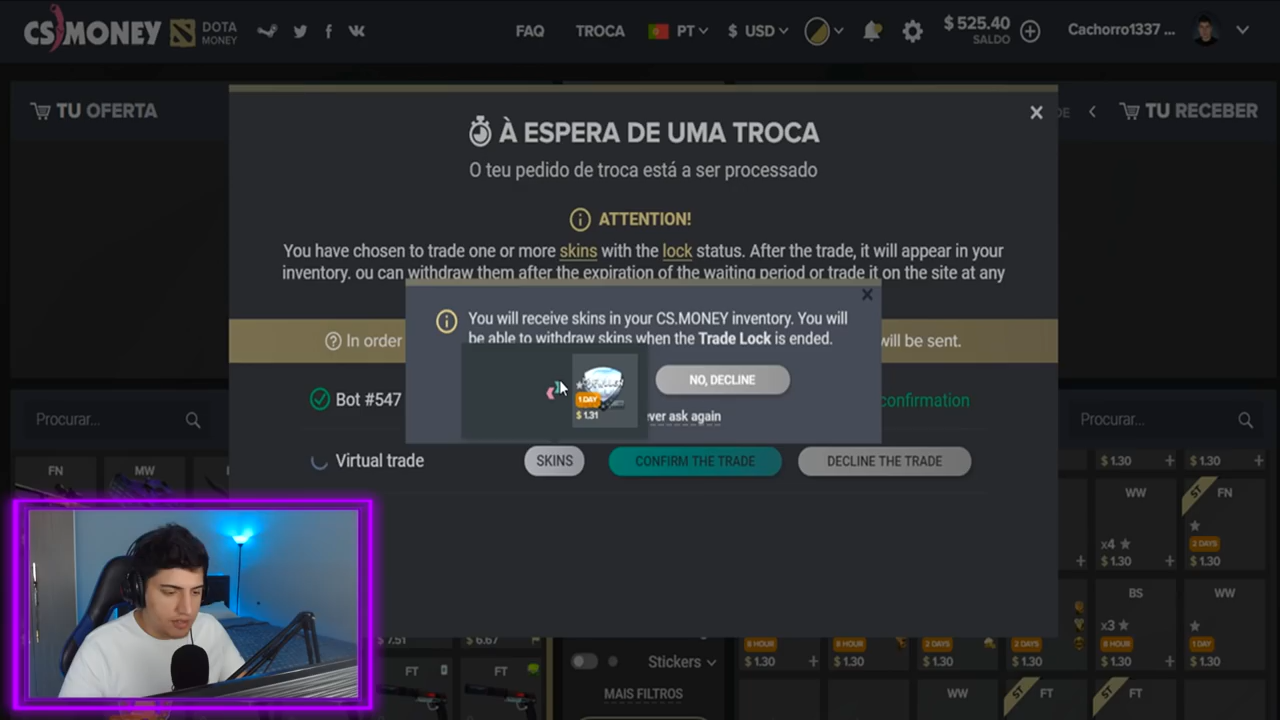 CS MONEY
DOTA
MONEY
FAQ
TROCA
PT
$ USD
$ 525.40
SALDO
Cachorro1337 ...
TU OFERTA
TU RECEBER
À ESPERA DE UMA TROCA
O teu pedido de troca está a ser processado
ATTENTION!
You have chosen to trade one or more skins with the lock status. After the trade, it will appear in your
inventory. ou can withdraw them after the expiration of the waiting period or trade it on the site at any
You will receive skins in your CS.MONEY inventory. You will
be able to withdraw skins when the Trade Lock is ended.
In order
will be sent.
1 DAY
$ 1.31
NO, DECLINE
ever ask again
Bot #547
confirmation
Virtual trade
SKINS
CONFIRM THE TRADE
DECLINE THE TRADE
Procurar...
Procurar...
FN
MW
$ 1.30
$ 1.30
WW
ST
FN
x4
2 DAYS
$ 1.30
$ 1.30
BS
WW
x3
8 HOUR
1 DAY
$ 1.30
$ 1.30
$ 7.51
$ 6.67
8 HOUR
8 HOUR
2 DAYS
2 DAYS
$ 1.30
$ 1.30
$ 1.30
$ 1.30
Stickers
FT
FT
MAIS FILTROS
WW
ST
FT
ST
FT